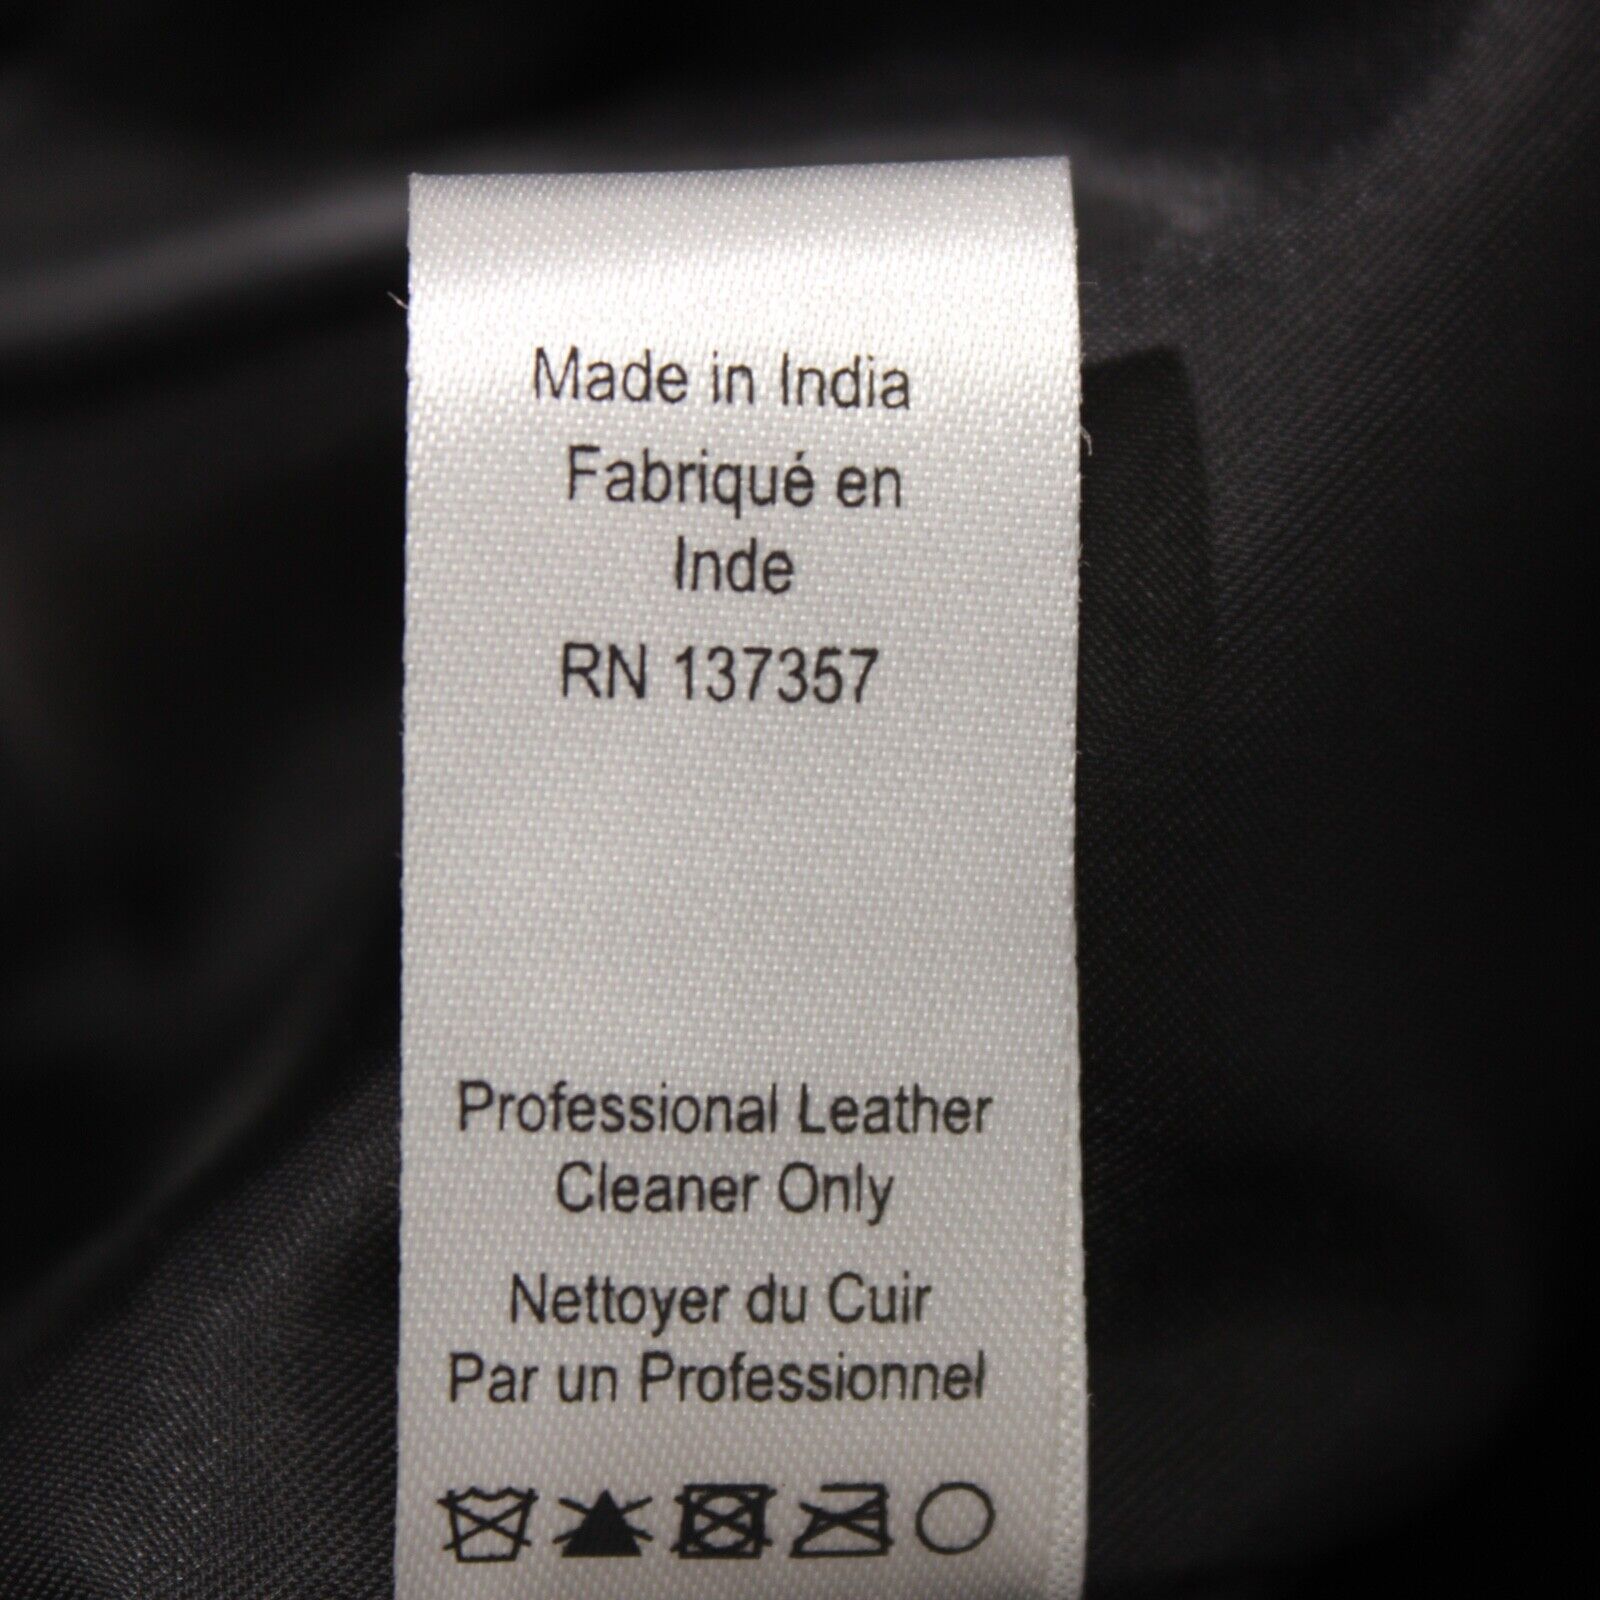 Made in India
Fabriqué en
Inde
RN 137357
Professional Leather
Cleaner Only
Nettoyer du Cuir
Par un Professionnel